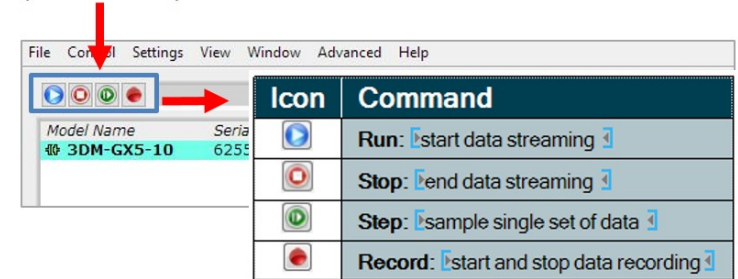 File Control Settings View Window Advanced Help
Model Name Seria
3DM-GX5-10 6255
Icon Command
Run: start data streaming
Stop: end data streaming
Step: sample single set of data
Record: start and stop data recording